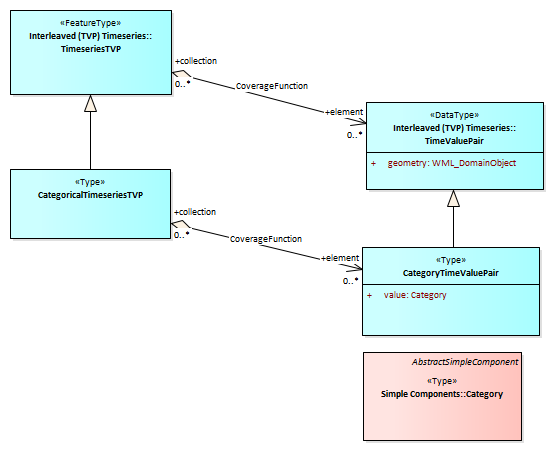 «FeatureType»
Interleaved (TVP) Timeseries::
TimeseriesTVP
+collection
0..*
CoverageFunction
+element
0..*
«DataType»
Interleaved (TVP) Timeseries::
TimeValuePair
+ geometry: WML_DomainObject
«Type»
CategoricalTimeseriesTVP
+collection
0..*
CoverageFunction
+element
0..*
«Type»
CategoryTimeValuePair
+ value: Category
AbstractSimpleComponent
«Type»
Simple Components::Category